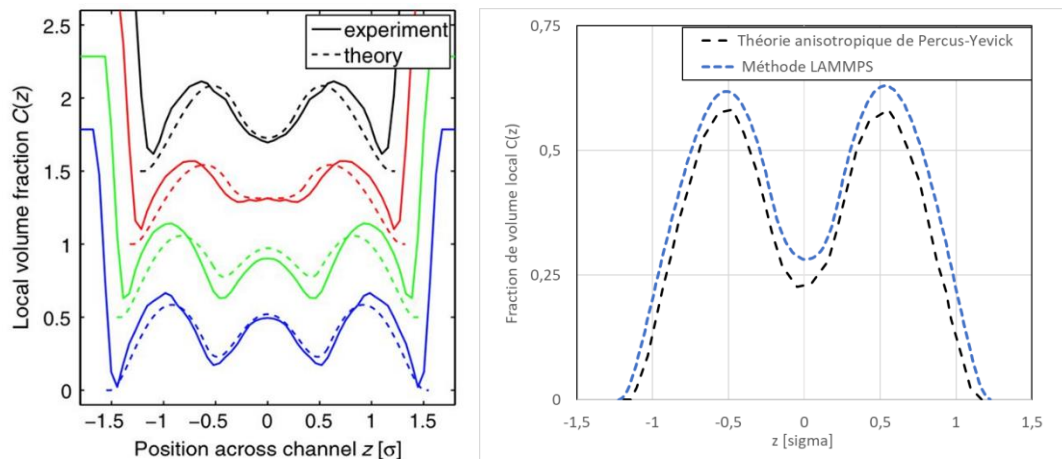 2.5
2
1.5
1
0.5
0
Local volume fraction C(z)
experiment
theory
−1.5 −1 −0.5 0 0.5 1 1.5
Position across channel z [σ]
0,75
0,5
0,25
0
Fraction de volume local C(z)
Théorie anisotropique de Percus-Yevick
Méthode LAMMPS
-1,5 -1 -0,5 0 0,5 1 1,5
z [sigma]